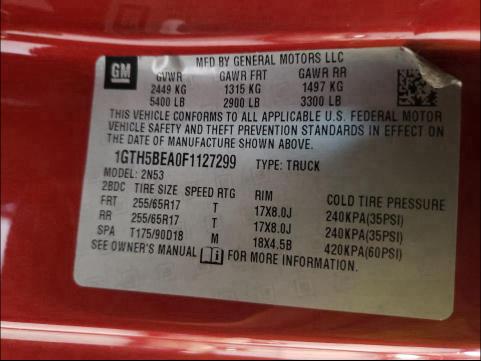 GM MFD BY GENERAL MOTORS LLC
GVWR GAWR FRT GAWR RR
2449 KG 1315 KG 1497 KG
5400 LB 2900 LB 3300 LB
THIS VEHICLE CONFORMS TO ALL APPLICABLE U.S. FEDERAL MOTOR
VEHICLE SAFETY AND THEFT PREVENTION STANDARDS IN EFFECT ON
THE DATE OF MANUFACTURE SHOWN ABOVE.
1GTH5BEA0F1127299 TYPE: TRUCK
MODEL: 2N53
2BDC TIRE SIZE SPEED RTG RIM COLD TIRE PRESSURE
FRT 255/65R17 T 17X8.0J 240KPA(35PSI)
RR 255/65R17 T 17X8.0J 240KPA(35PSI)
SPA T175/90D18 M 18X4.5B 420KPA(60PSI)
SEE OWNER'S MANUAL FOR MORE INFORMATION.